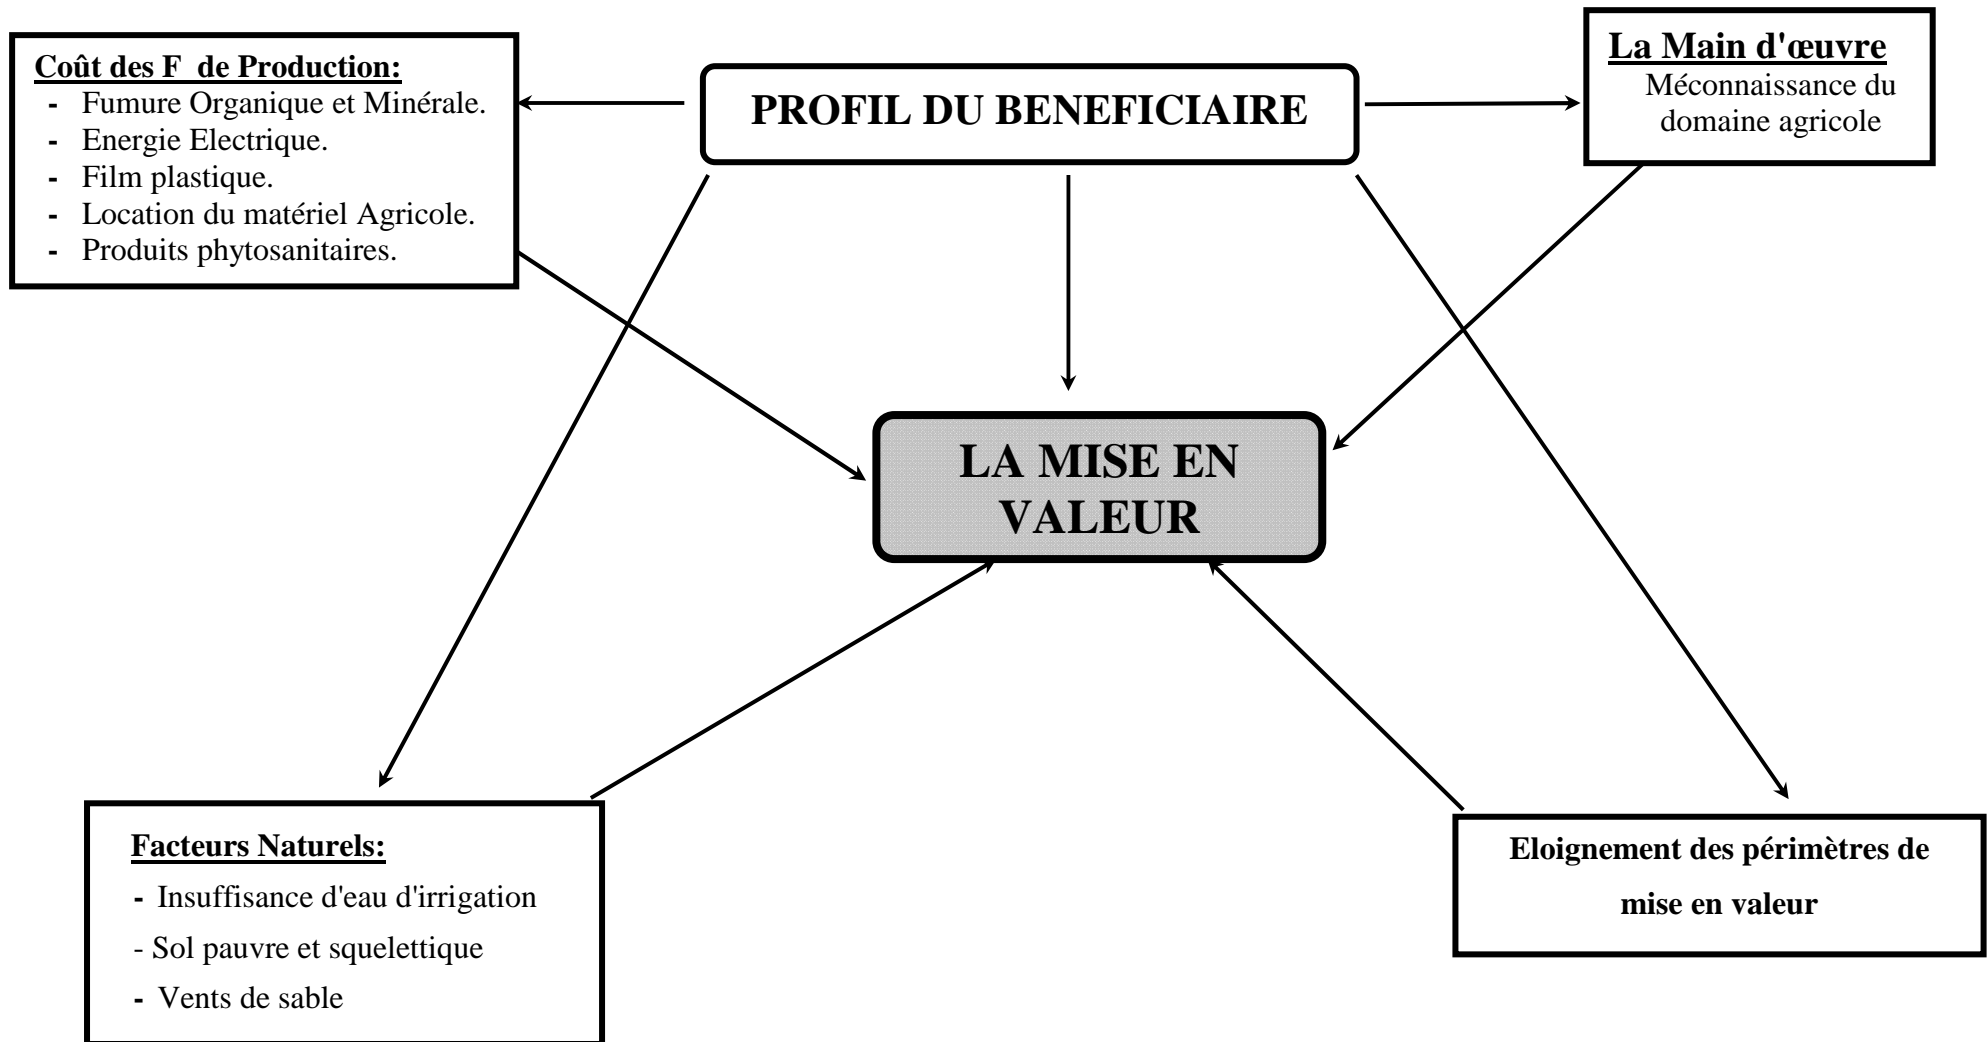 Coût des F  de Production:
- Fumure Organique et Minérale.
- Energie Electrique.
- Film plastique.
- Location du matériel Agricole.
- Produits phytosanitaires.
PROFIL DU BENEFICIAIRE
La Main d'œuvre
Méconnaissance du
domaine agricole
LA MISE EN
VALEUR
Facteurs Naturels:
- Insuffisance d'eau d'irrigation
- Sol pauvre et squelettique
- Vents de sable
Eloignement des périmètres de
mise en valeur